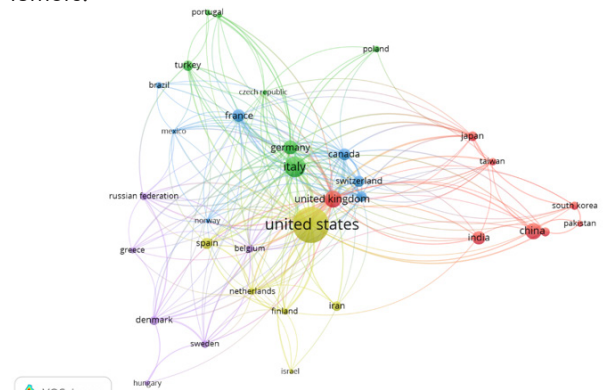 portugal
poland
turkey
brazil
czech republic
france
mexico
japan
germany
canada
taiwan
italy
switzerland
russian federation
united kingdom
south korea
norway
pakistan
united states
china
india
spain
belgium
greece
netherlands
iran
finland
denmark
sweden
israel
hungary